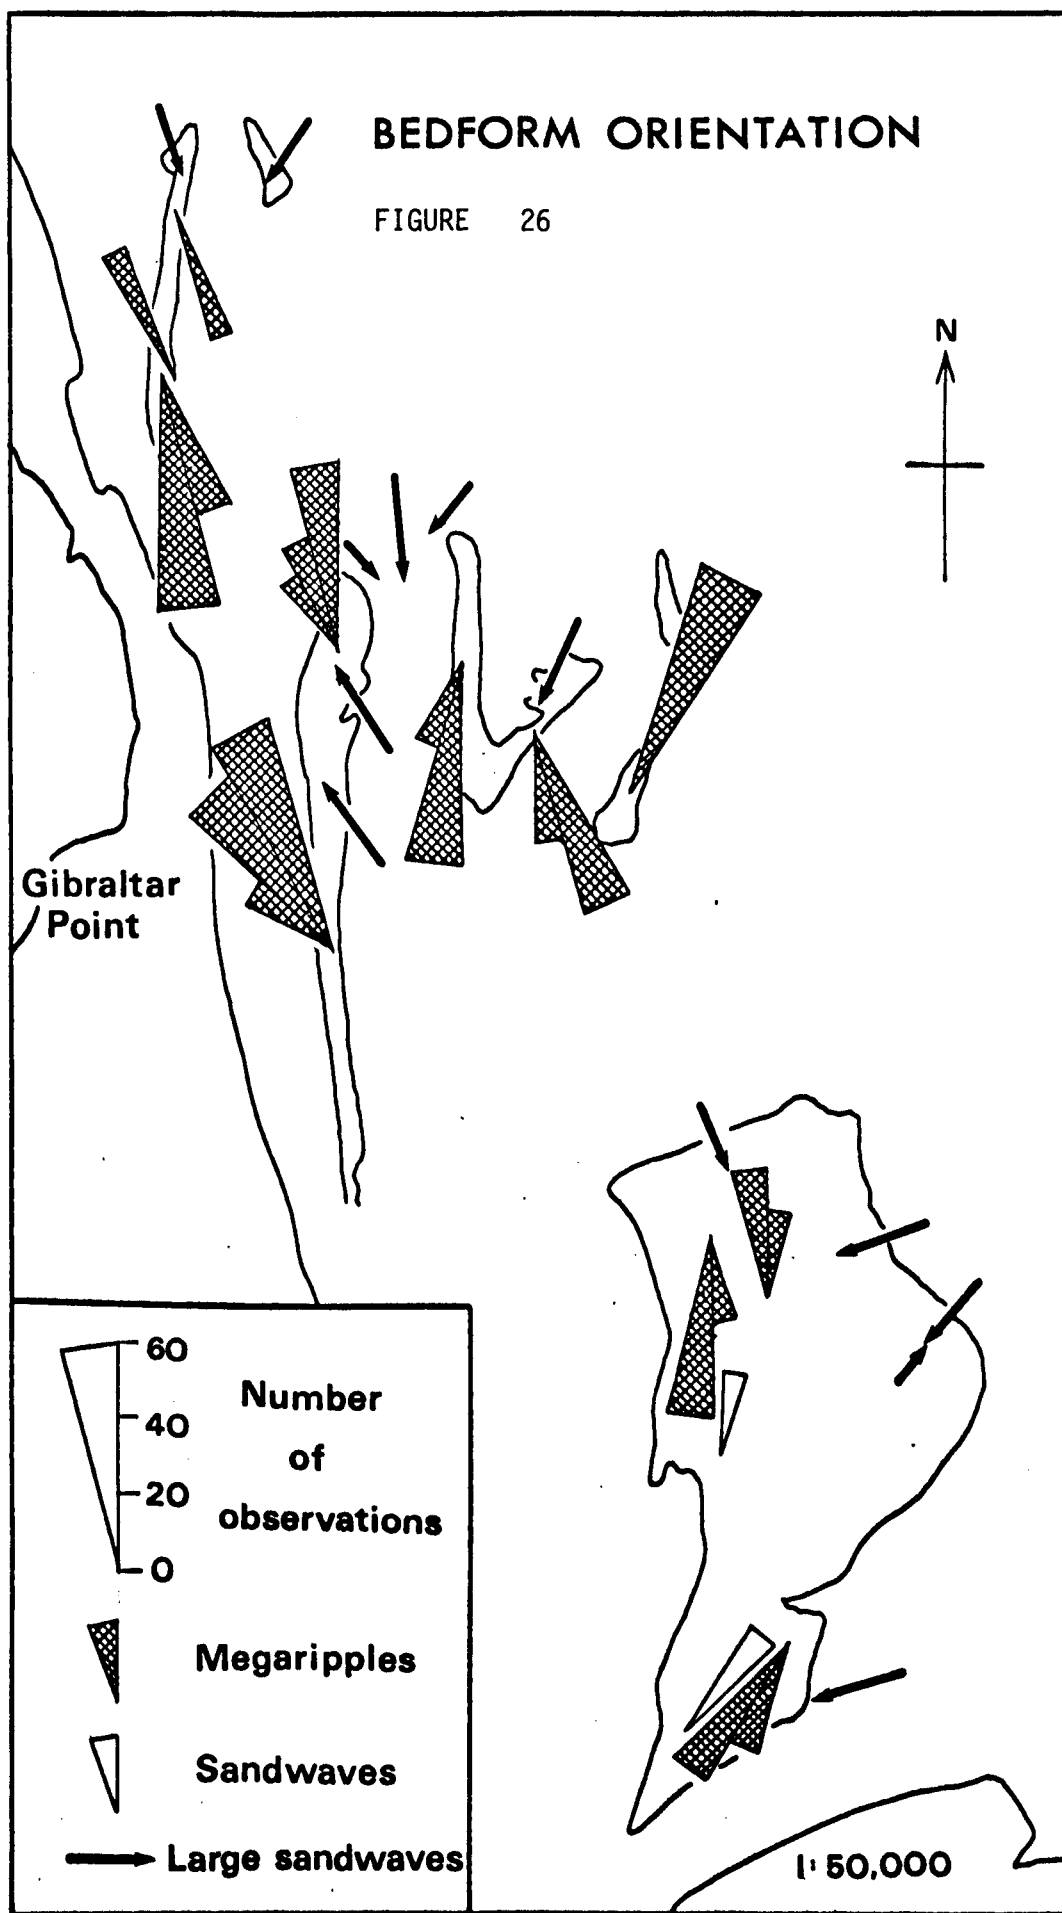 BEDFORM ORIENTATION
FIGURE 26
N
Gibraltar
Point
60
40
20
0
Number
of
observations
Megaripples
Sandwaves
Large sandwaves
1:50,000